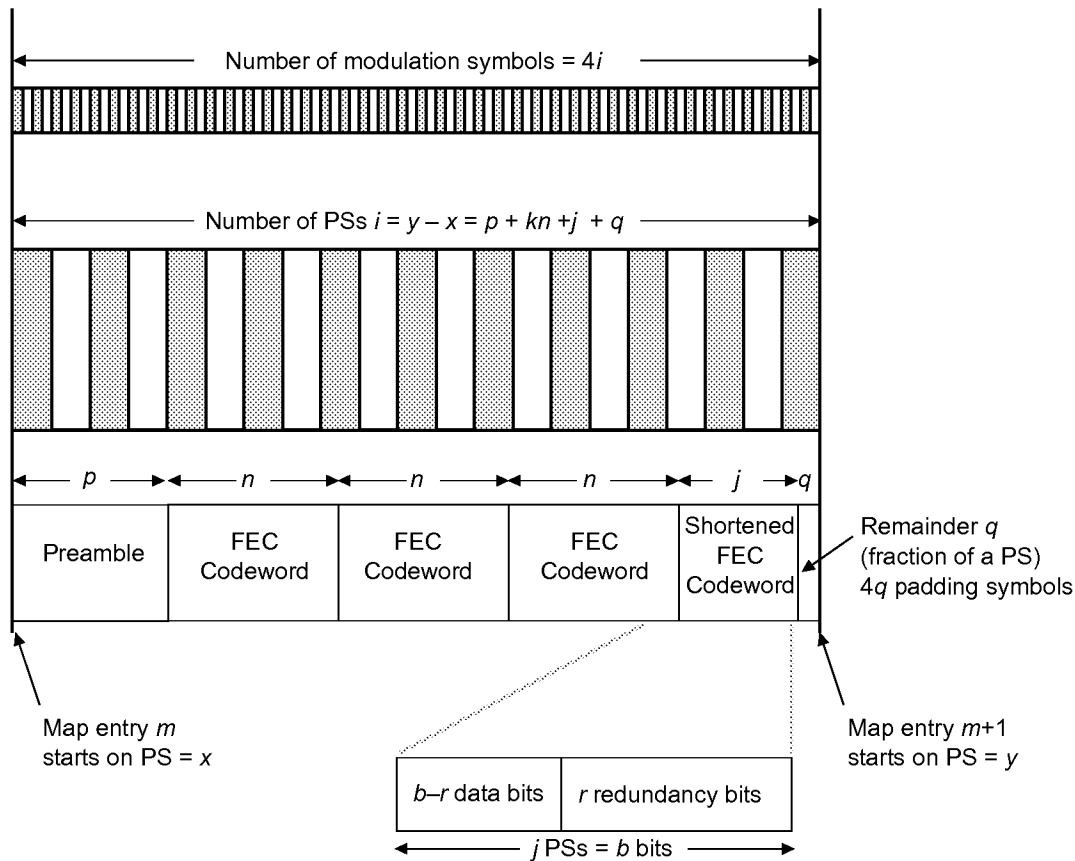 Number of modulation symbols = 4i
Number of PSs i = y – x = p + kn +j + q
p
n
n
n
j
q
Preamble
FEC
Codeword
FEC
Codeword
FEC
Codeword
Shortened
FEC
Codeword
Remainder q
(fraction of a PS)
4q padding symbols
Map entry m
starts on PS = x
Map entry m+1
starts on PS = y
b–r data bits
r redundancy bits
j PSs = b bits